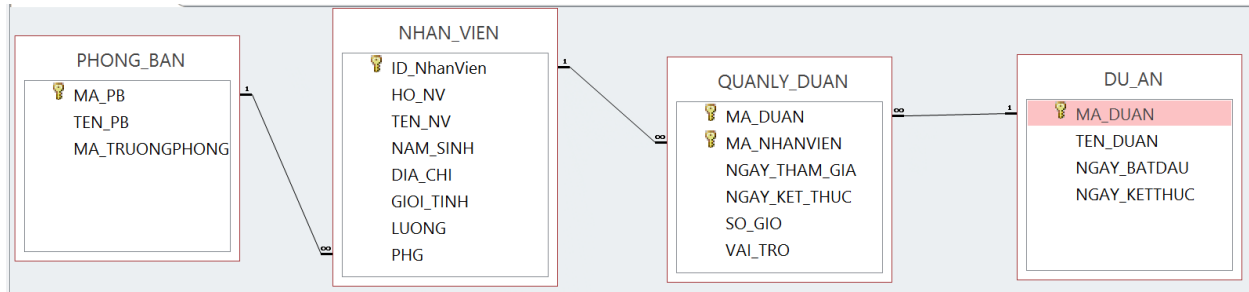 PHONG_BAN
MA_PB
TEN_PB
MA_TRUONGPHONG
1
∞
NHAN_VIEN
ID_NhanVien
HO_NV
TEN_NV
NAM_SINH
DIA_CHI
GIOI_TINH
LUONG
PHG
1
∞
QUANLY_DUAN
MA_DUAN
MA_NHANVIEN
NGAY_THAM_GIA
NGAY_KET_THUC
SO_GIO
VAI_TRO
∞
1
DU_AN
MA_DUAN
TEN_DUAN
NGAY_BATDAU
NGAY_KETTHUC